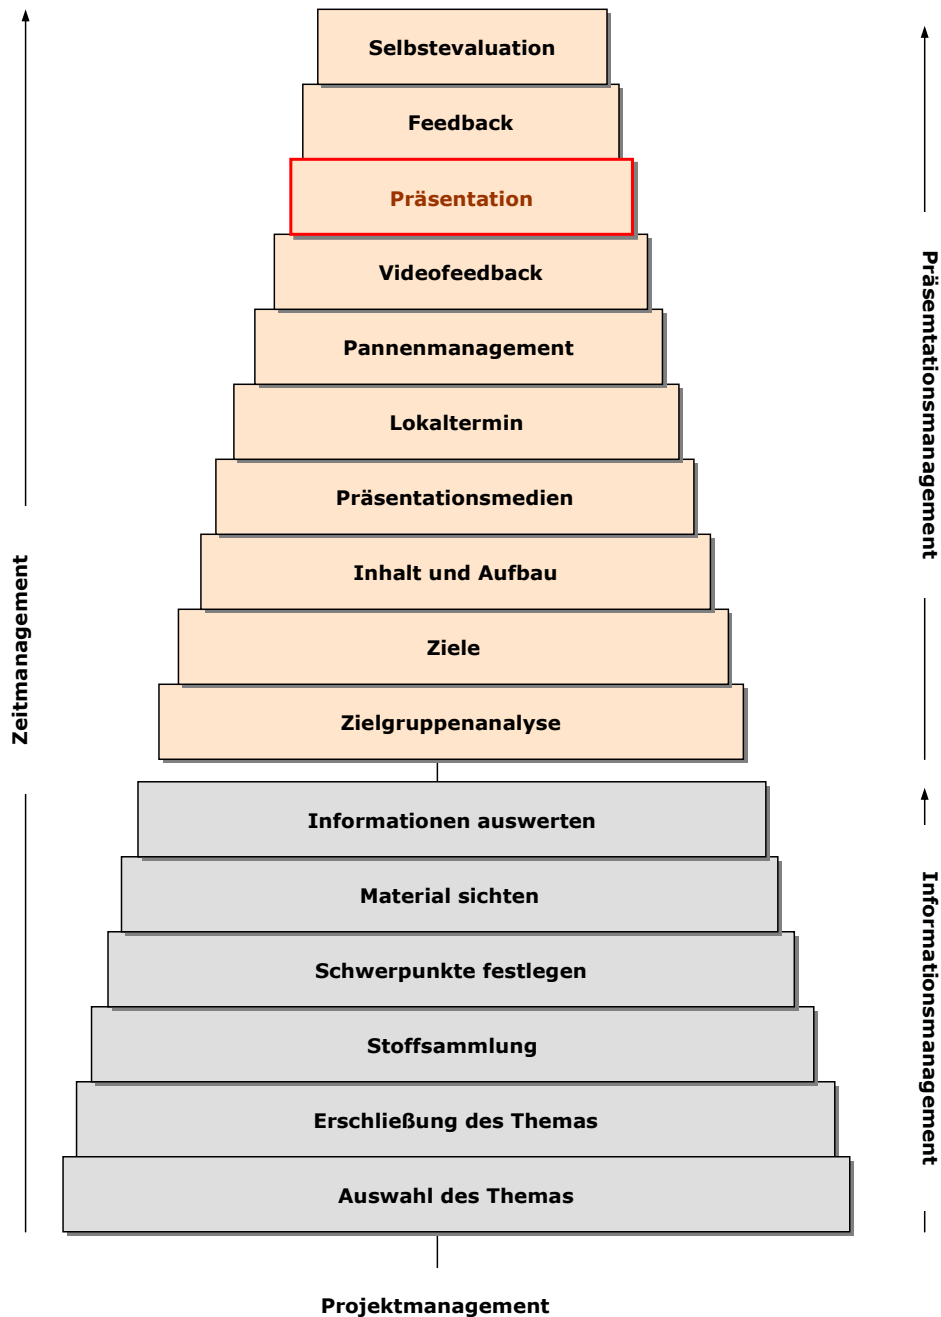 Selbstevaluation
Feedback
Präsentation
Videofeedback
Pannenmanagement
Lokaltermin
Präsentationsmedien
Inhalt und Aufbau
Ziele
Zielgruppenanalyse
Informationen auswerten
Material sichten
Schwerpunkte festlegen
Stoffsammlung
Erschließung des Themas
Auswahl des Themas
Projektmanagement
Zeitmanagement
Präsemtationsmanagement
Informationsmanagement